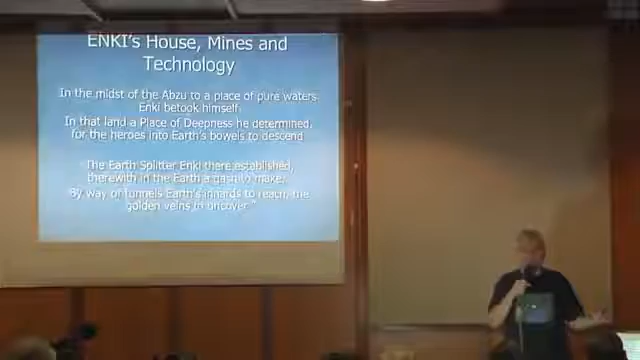 ENKI's House, Mines and
Technology
In the midst of the Abzu to a place of pure waters
Enki betook himself.
In that land a Place of Deepness he determined,
for the heroes into Earth's bowels to descend
The Earth Splitter Enki there established,
therewith in the Earth a gash to make,
By way of tunnels Earth's innards to reach, the
golden veins to uncover."